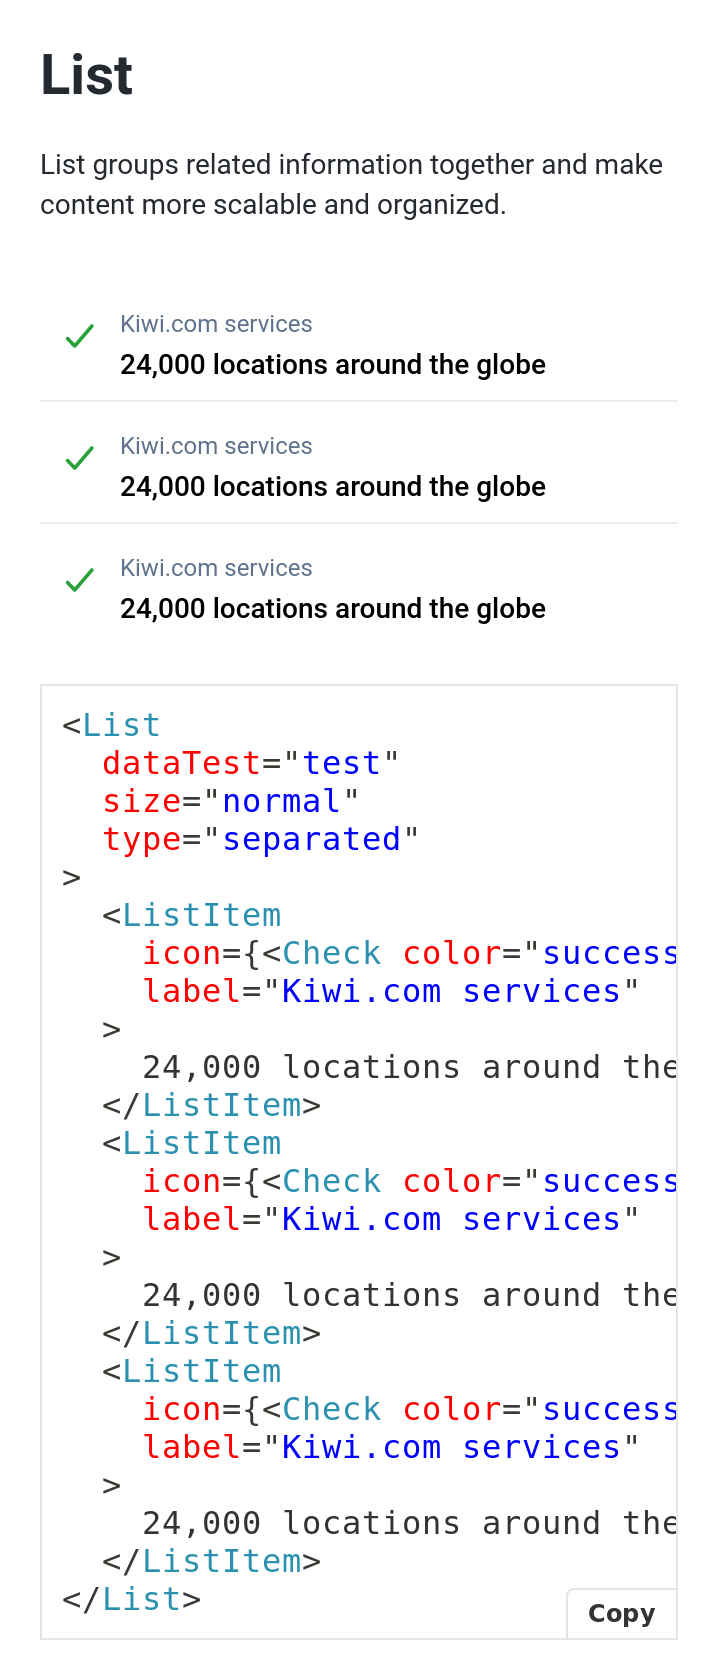 List
List groups related information together and make
content more scalable and organized.
Kiwi.com services
24,000 locations around the globe
Kiwi.com services
24,000 locations around the globe
Kiwi.com services
24,000 locations around the globe
<List
  dataTest="test"
  size="normal"
  type="separated"
>
  <ListItem
    icon={<Check color="success
    label="Kiwi.com services"
  >
    24,000 locations around the
  </ListItem>
  <ListItem
    icon={<Check color="success
    label="Kiwi.com services"
  >
    24,000 locations around the
  </ListItem>
  <ListItem
    icon={<Check color="success
    label="Kiwi.com services"
  >
    24,000 locations around the
  </ListItem>
</List>
Copy